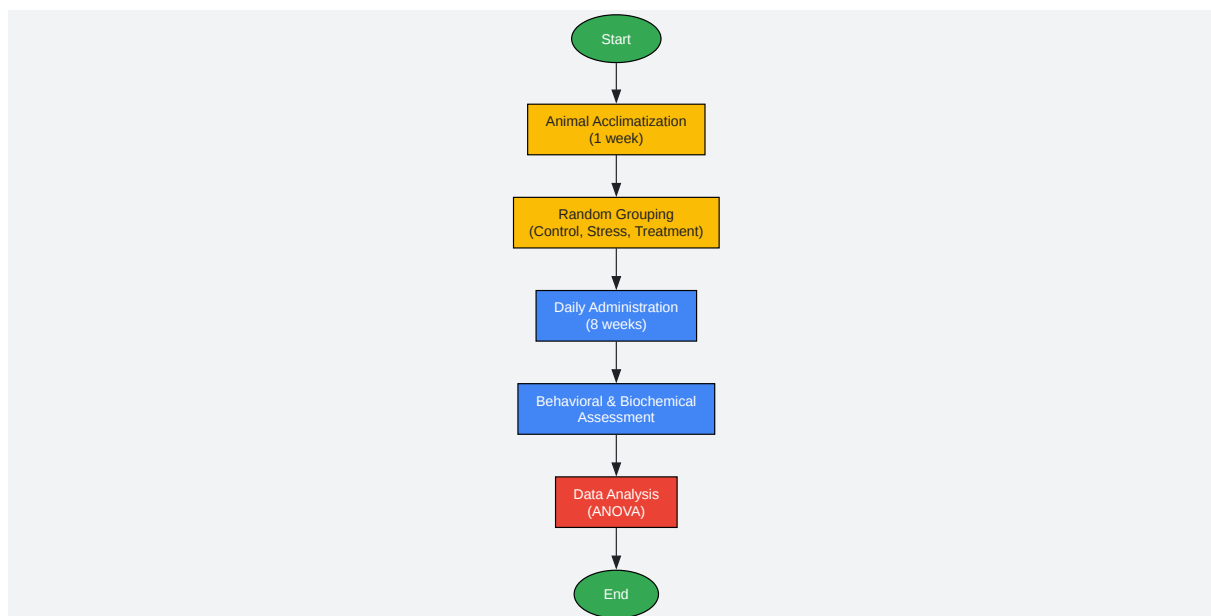 Start
Animal Acclimatization
(1 week)
Random Grouping
(Control, Stress, Treatment)
Daily Administration
(8 weeks)
Behavioral & Biochemical
Assessment
Data Analysis
(ANOVA)
End